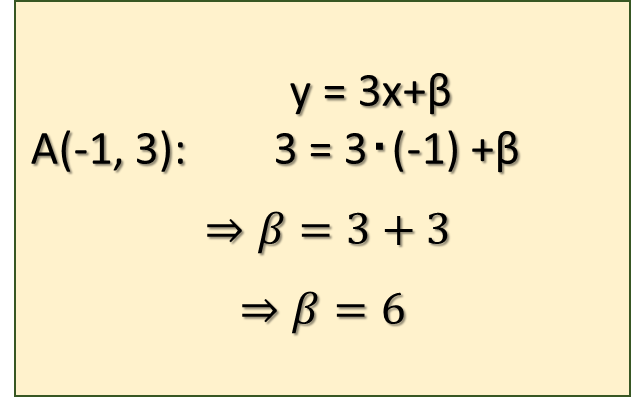 y = 3x+β
A(-1, 3): 3 = 3·(-1) +β
⇒ β = 3 + 3
⇒ β = 6